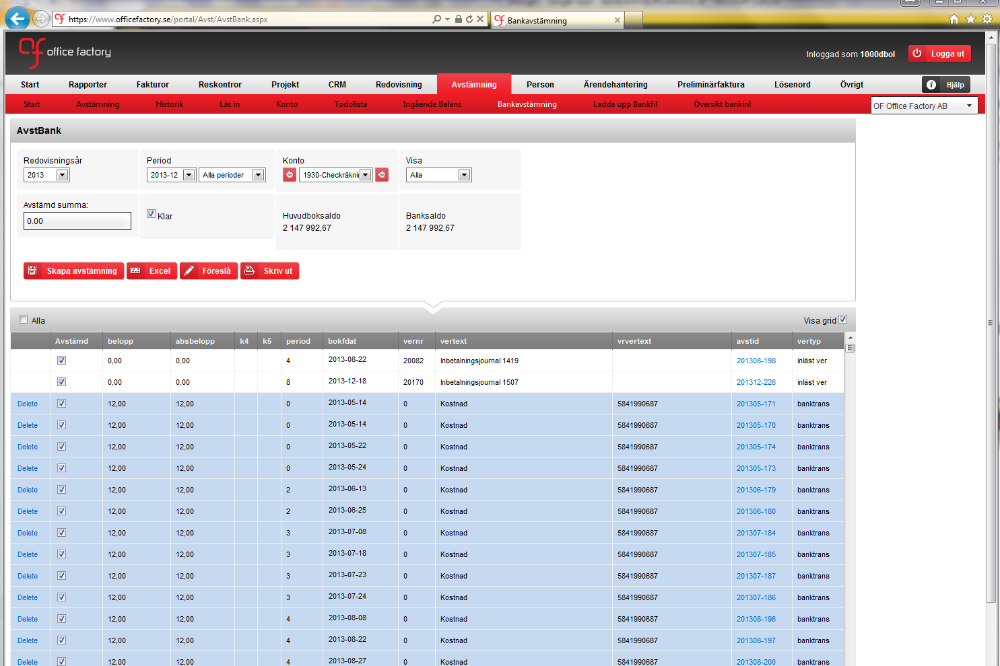 https://www.officefactory.se/portal/Avst/AvstBank.aspx
Bankavstämning
office factory
Inloggad som 1000dbol
Logga ut
Start Rapporter Fakturor Reskontror Projekt CRM Redovisning Avstämning Person Ärendehantering Preliminärfaktura Lösenord Övrigt Hjälp
Start Avstämning Historik Läs in Konto Todolista Ingående Balans Bankavstämning Ladda upp Bankfil Översikt bankinl OF Office Factory AB
AvstBank
Redovisningsår Period Konto Visa
2013 2013-12 Alla perioder 1930-Checkräkni Alla
Avstämd summa:
0.00
Klar
Huvudboksaldo Banksaldo
2 147 992,67 2 147 992,67
Skapa avstämning Excel Föreslå Skriv ut
Alla Visa grid
Avstämd belopp absbelopp k4 k5 period bokfdat vernr vertext vrvertext avstid vertyp
0,00 0,00 4 2013-08-22 20082 Inbetalningsjournal 1419 201308-198 inläst ver
0,00 0,00 8 2013-12-18 20170 Inbetalningsjournal 1507 201312-226 inläst ver
Delete 12,00 12,00 0 2013-05-14 0 Kostnad 5841990687 201305-171 banktrans
Delete 12,00 12,00 0 2013-05-14 0 Kostnad 5841990687 201305-170 banktrans
Delete 12,00 12,00 0 2013-05-22 0 Kostnad 5841990687 201305-174 banktrans
Delete 12,00 12,00 0 2013-05-24 0 Kostnad 5841990687 201305-173 banktrans
Delete 12,00 12,00 2 2013-06-13 0 Kostnad 5841990687 201306-179 banktrans
Delete 12,00 12,00 2 2013-06-25 0 Kostnad 5841990687 201306-180 banktrans
Delete 12,00 12,00 3 2013-07-08 0 Kostnad 5841990687 201307-184 banktrans
Delete 12,00 12,00 3 2013-07-18 0 Kostnad 5841990687 201307-185 banktrans
Delete 12,00 12,00 3 2013-07-23 0 Kostnad 5841990687 201307-187 banktrans
Delete 12,00 12,00 3 2013-07-24 0 Kostnad 5841990687 201307-186 banktrans
Delete 12,00 12,00 4 2013-08-08 0 Kostnad 5841990687 201308-196 banktrans
Delete 12,00 12,00 4 2013-08-22 0 Kostnad 5841990687 201308-197 banktrans
Delete 12,00 12,00 4 2013-08-27 0 Kostnad 5841990687 201308-200 banktrans